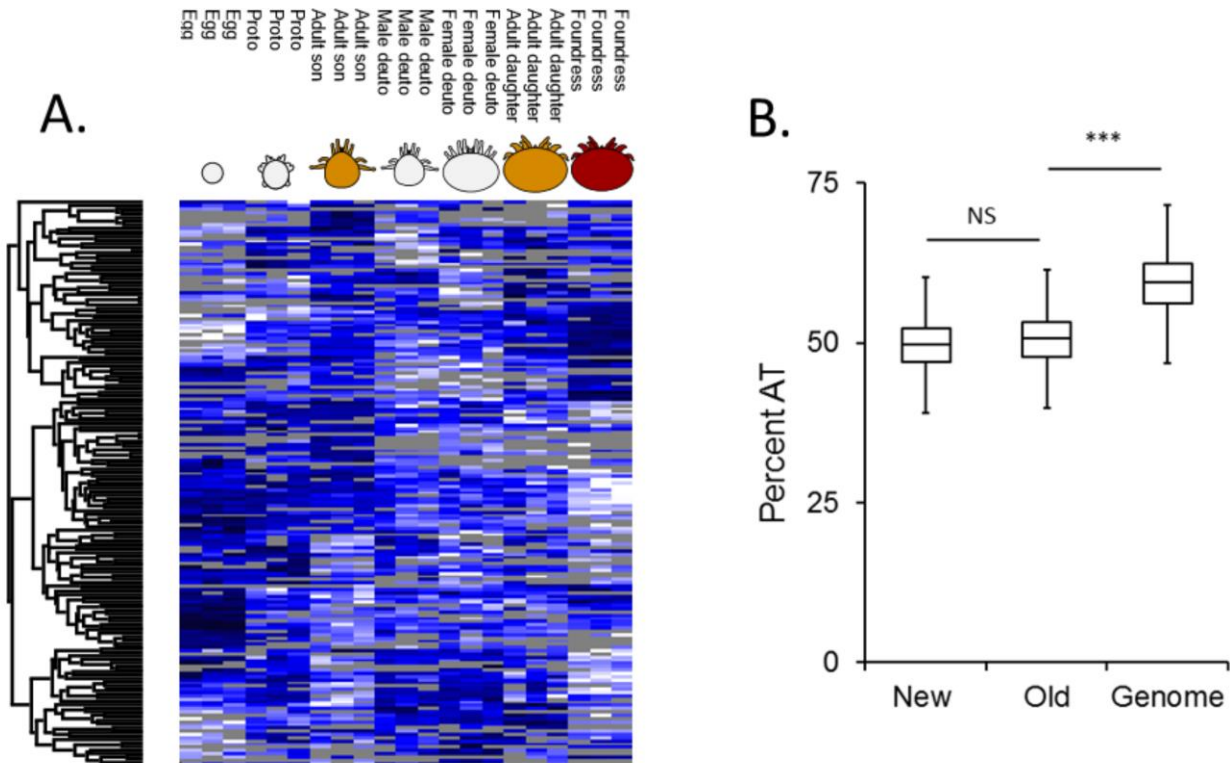 A.
Egg
Egg
Egg
Proto
Proto
Proto
Adult son
Adult son
Adult son
Male deuto
Male deuto
Male deuto
Female deuto
Female deuto
Female deuto
Adult daughter
Adult daughter
Adult daughter
Foundress
Foundress
Foundress
B.
***
NS
75
50
25
0
Percent AT
New
Old
Genome